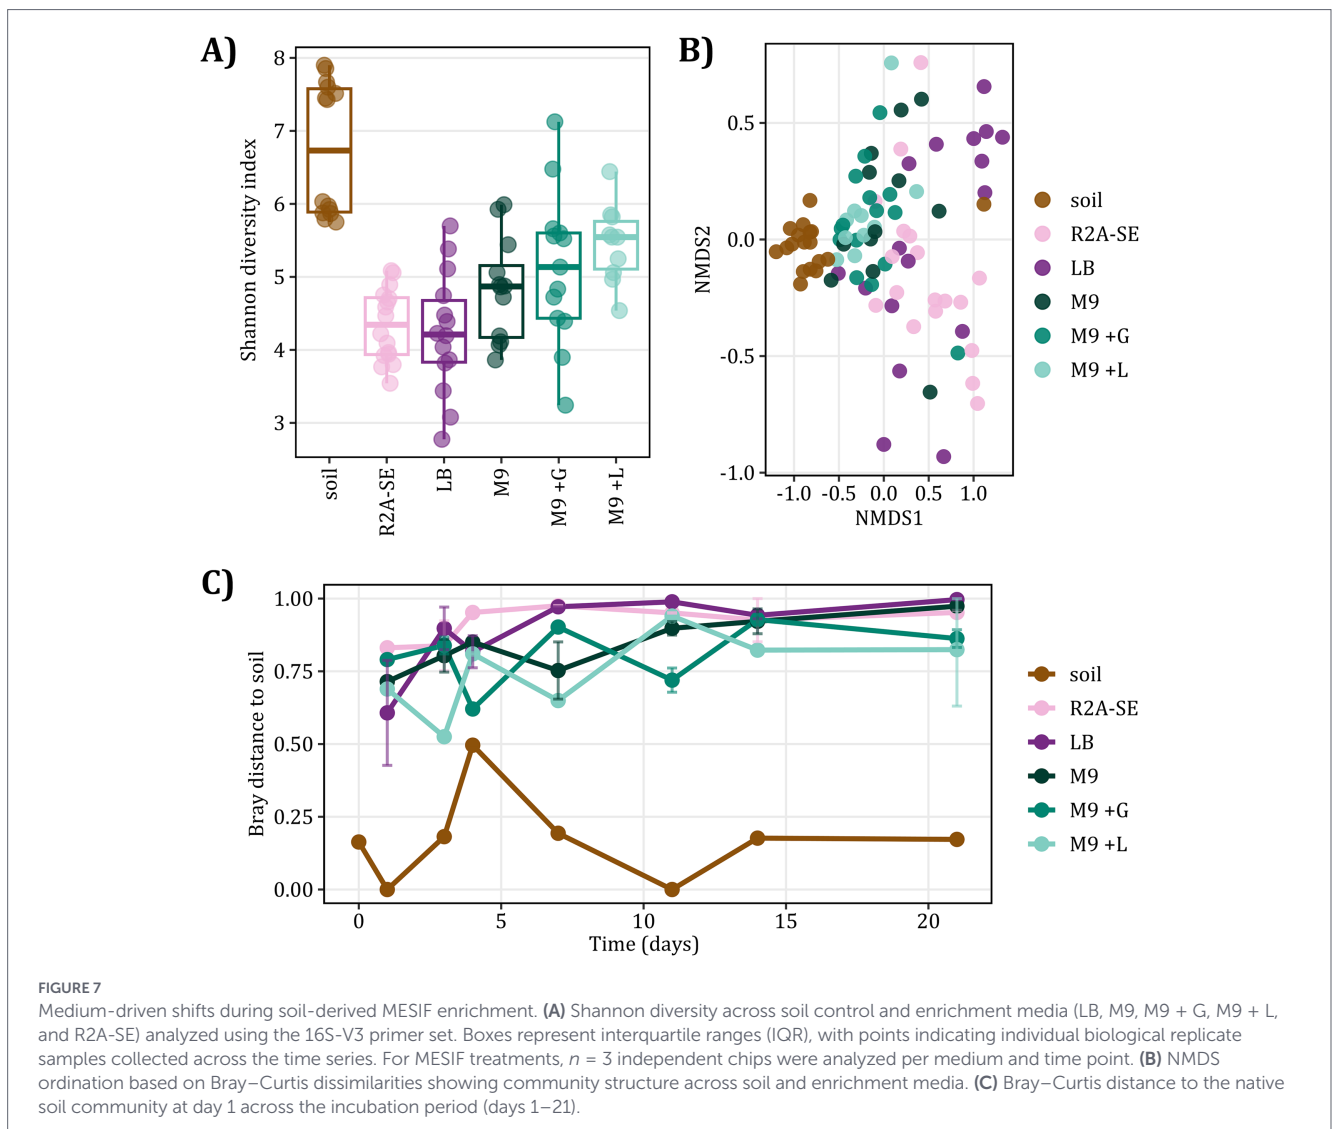 A)
8
7
6
5
4
3
Shannon diversity index
soil
R2A-SE
LB
M9
M9 +G
M9 +L
B)
0.5
0.0
-0.5
-1.0
NMDS2
-1.0 -0.5 0.0 0.5 1.0
NMDS1
soil
R2A-SE
LB
M9
M9 +G
M9 +L
C)
1.00
0.75
0.50
0.25
0.00
Bray distance to soil
0 5 10 15 20
Time (days)
soil
R2A-SE
LB
M9
M9 +G
M9 +L
FIGURE 7
Medium-driven shifts during soil-derived MESIF enrichment. (A) Shannon diversity across soil control and enrichment media (LB, M9, M9 + G, M9 + L,
and R2A-SE) analyzed using the 16S-V3 primer set. Boxes represent interquartile ranges (IQR), with points indicating individual biological replicate
samples collected across the time series. For MESIF treatments, n = 3 independent chips were analyzed per medium and time point. (B) NMDS
ordination based on Bray–Curtis dissimilarities showing community structure across soil and enrichment media. (C) Bray–Curtis distance to the native
soil community at day 1 across the incubation period (days 1–21).